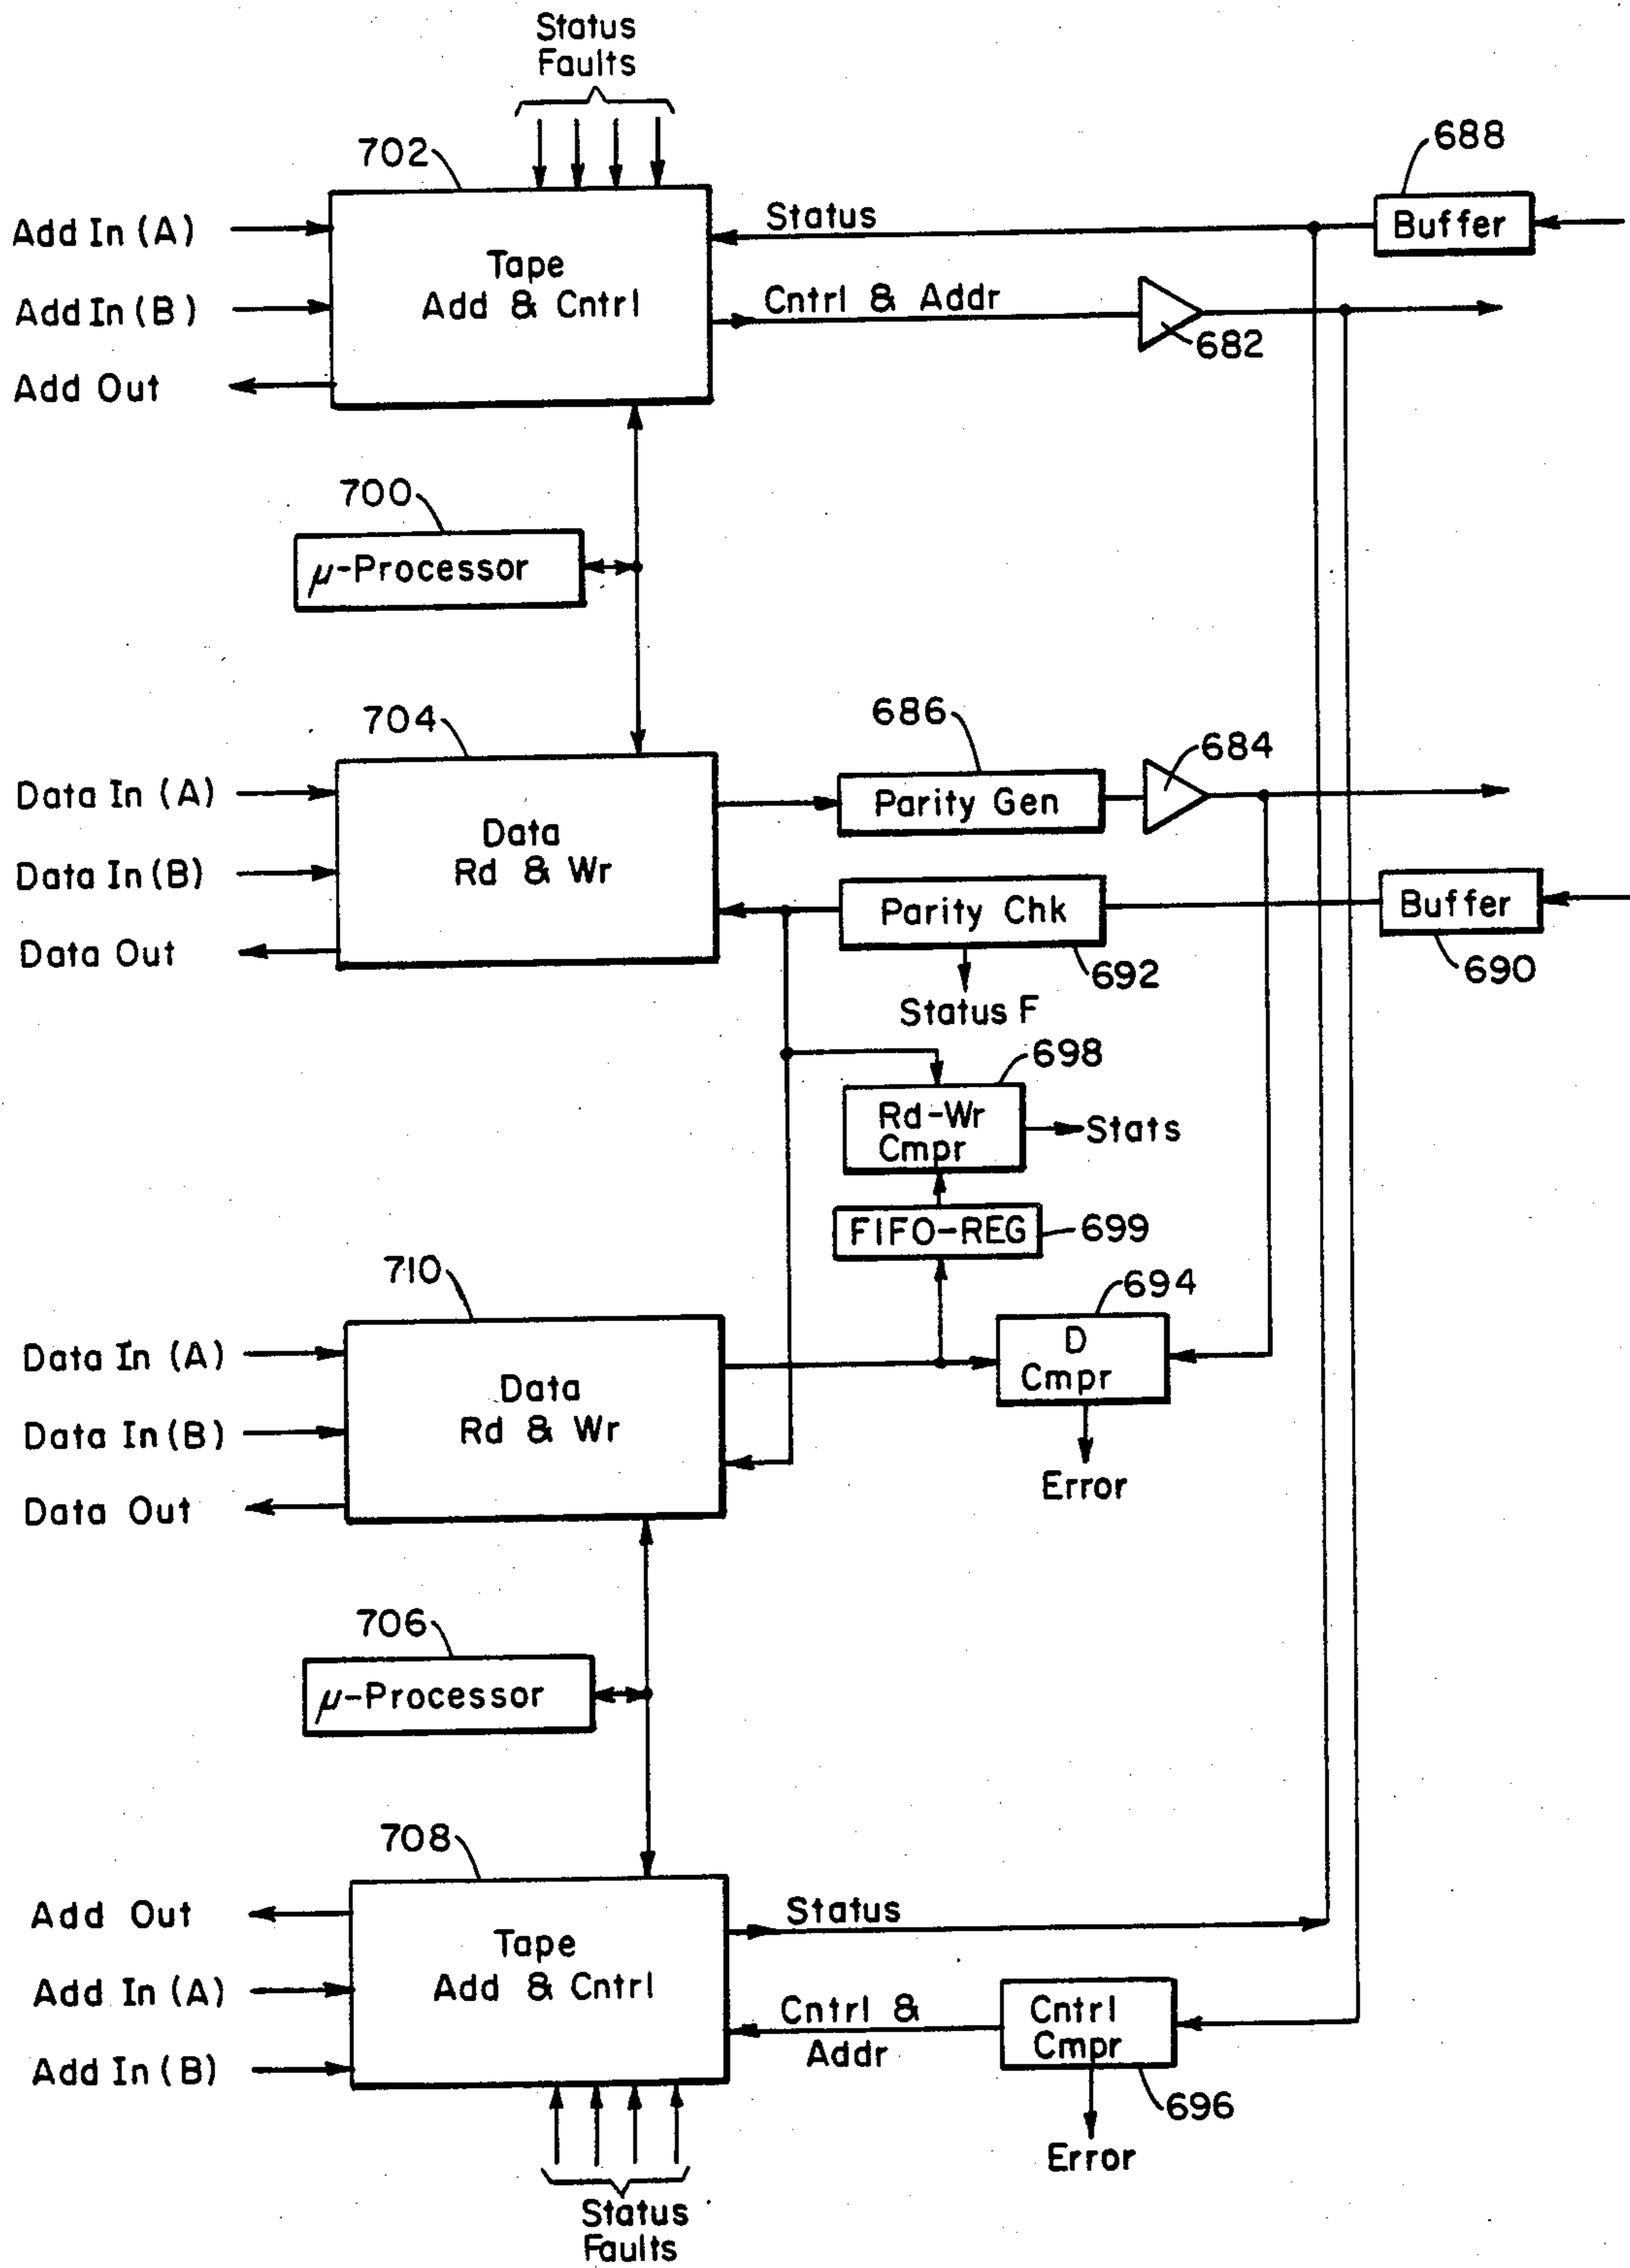 Status
Faults
702
688
Add In (A)
Status
Buffer
Tape
Add & Cntrl
Add In (B)
Cntrl & Addr
682
Add Out
700
μ-Processor
704
686
684
Data In (A)
Parity Gen
Data
Rd & Wr
Data In (B)
Parity Chk
Buffer
Data Out
692
690
Status F
698
Rd-Wr
Cmpr
Stats
FIFO-REG
699
710
694
D
Cmpr
Data In (A)
Data
Rd & Wr
Data In (B)
Error
Data Out
706
μ-Processor
708
Add Out
Status
Tape
Add & Cntrl
Add In (A)
Cntrl &
Addr
Cntrl
Cmpr
Add In (B)
696
Error
Status
Faults